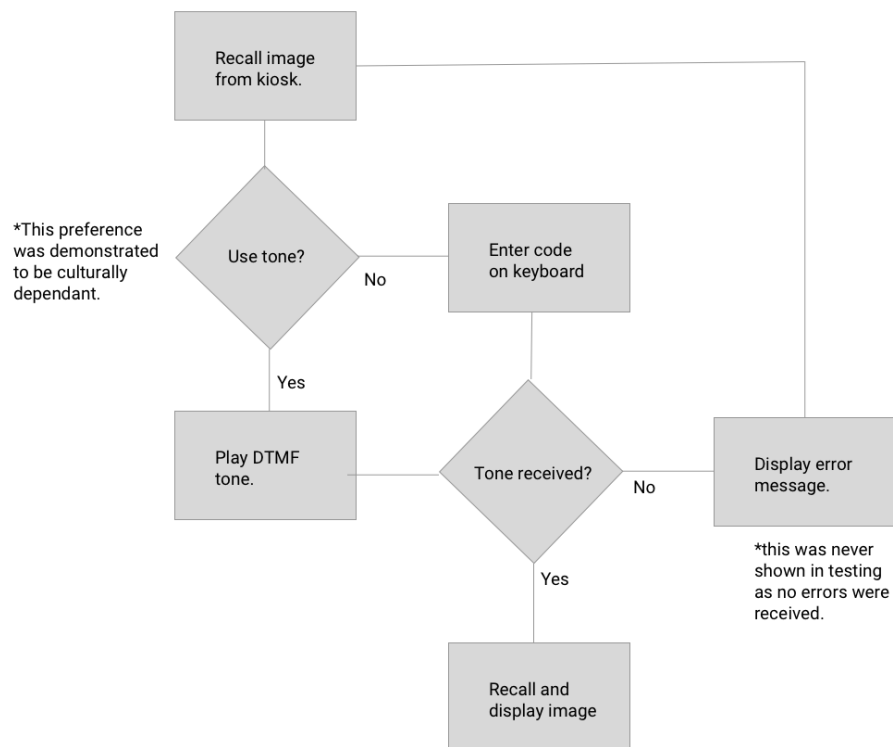 Recall image
from kiosk.
*This preference
was demonstrated
to be culturally
dependant.
Use tone?
No
Enter code
on keyboard
Yes
Play DTMF
tone.
Tone received?
No
Display error
message.
*this was never
shown in testing
as no errors were
received.
Yes
Recall and
display image